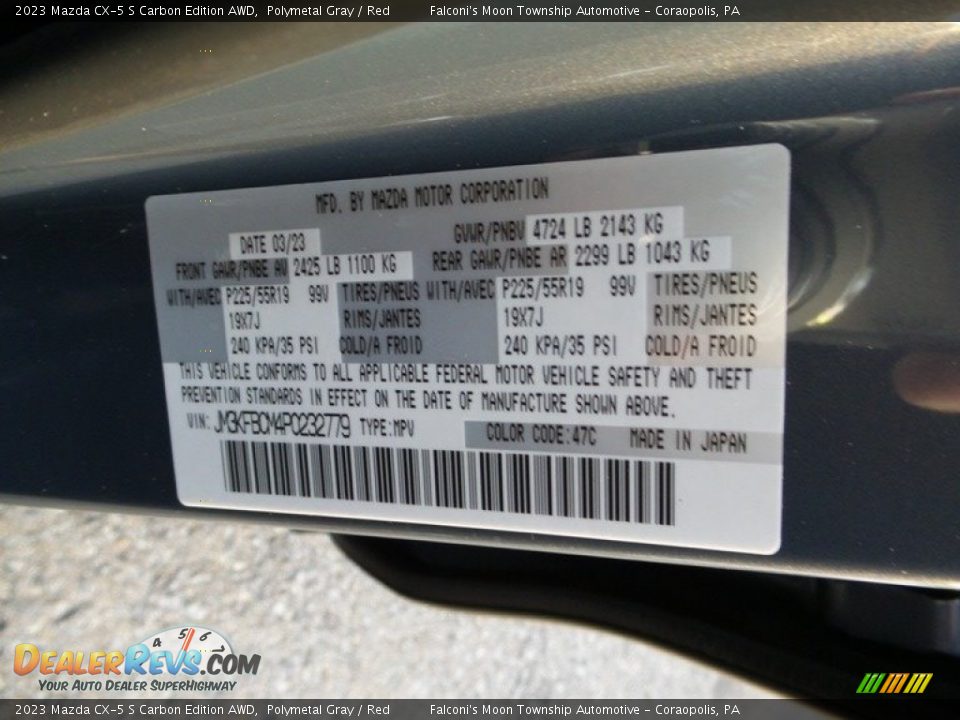 2023 Mazda CX-5 S Carbon Edition AWD, Polymetal Gray / Red Falconi's Moon Township Automotive - Coraopolis, PA
MFD. BY MAZDA MOTOR CORPORATION
DATE 03/23 GVWR/PNBV 4724 LB 2143 KG
FRONT GAWR/PNBE AV 2425 LB 1100 KG REAR GAWR/PNBE AR 2299 LB 1043 KG
WITH/AVEC P225/55R19 99V TIRES/PNEUS WITH/AVEC P225/55R19 99V TIRES/PNEUS
19X7J RIMS/JANTES 19X7J RIMS/JANTES
240 KPA/35 PSI COLD/A FROID 240 KPA/35 PSI COLD/A FROID
THIS VEHICLE CONFORMS TO ALL APPLICABLE FEDERAL MOTOR VEHICLE SAFETY AND THEFT
PREVENTION STANDARDS IN EFFECT ON THE DATE OF MANUFACTURE SHOWN ABOVE.
VIN: JM3KFBCM4P0232779 TYPE:MPV COLOR CODE:47C MADE IN JAPAN
4 5 6
DEALERREVS.COM
YOUR AUTO DEALER SUPERHIGHWAY
2023 Mazda CX-5 S Carbon Edition AWD, Polymetal Gray / Red Falconi's Moon Township Automotive - Coraopolis, PA